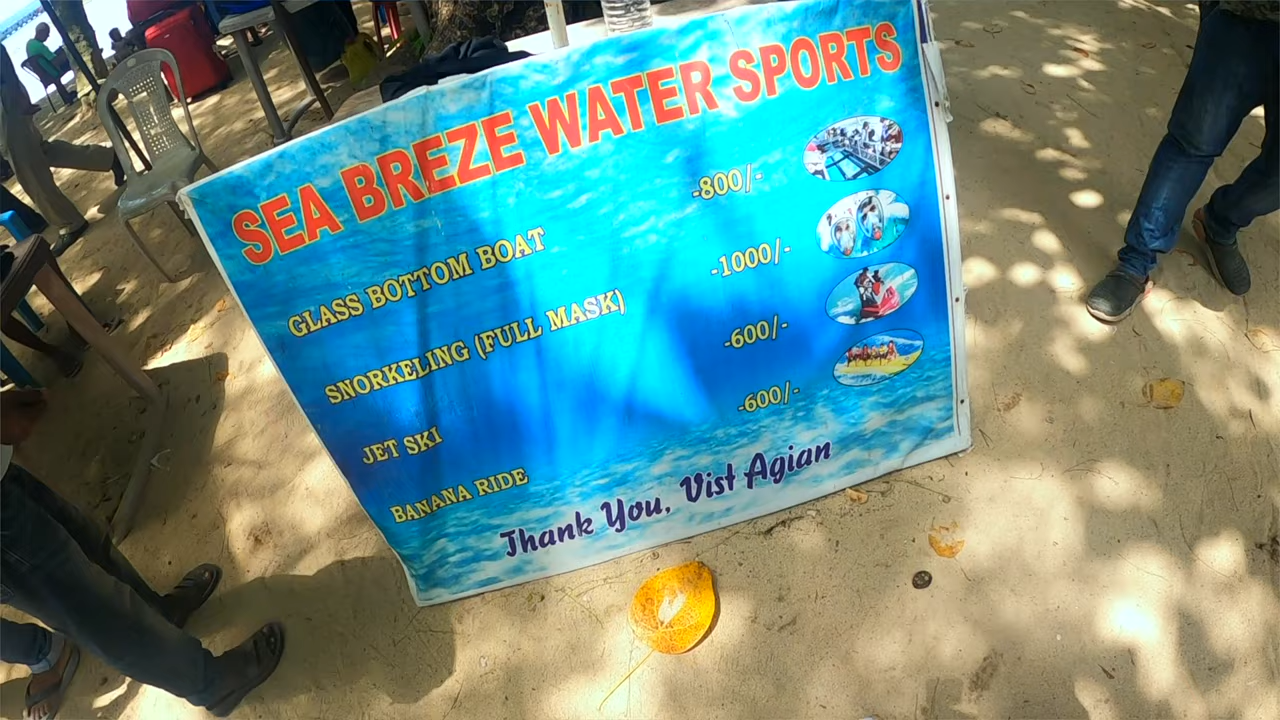 SEA BREZE WATER SPORTS
GLASS BOTTOM BOAT -800/-
SNORKELING (FULL MASK) -1000/-
JET SKI -600/-
BANANA RIDE -600/-
Thank You, Vist Agian